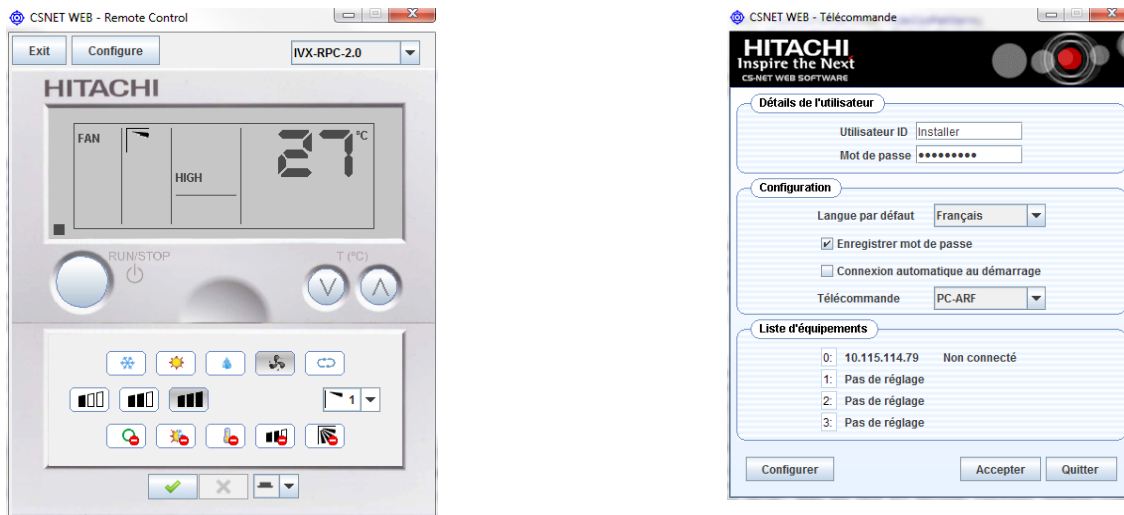 CSNET WEB - Remote Control
Exit
Configure
IVX-RPC-2.0
HITACHI
FAN
HIGH
27 °C
RUN/STOP
T (°C)
1
CSNET WEB - Télécommande
HITACHI
Inspire the Next
CS-NET WEB SOFTWARE
Détails de l'utilisateur
Utilisateur ID Installer
Mot de passe •••••••••
Configuration
Langue par défaut Français
Enregistrer mot de passe
Connexion automatique au démarrage
Télécommande PC-ARF
Liste d'équipements
0: 10.115.114.79 Non connecté
1: Pas de réglage
2: Pas de réglage
3: Pas de réglage
Configurer
Accepter
Quitter